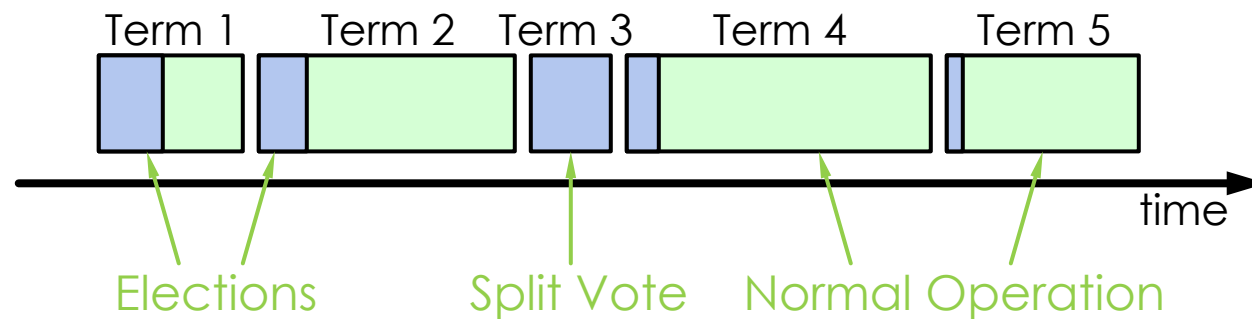 Term 1 Term 2 Term 3 Term 4 Term 5
time
Elections Split Vote Normal Operation